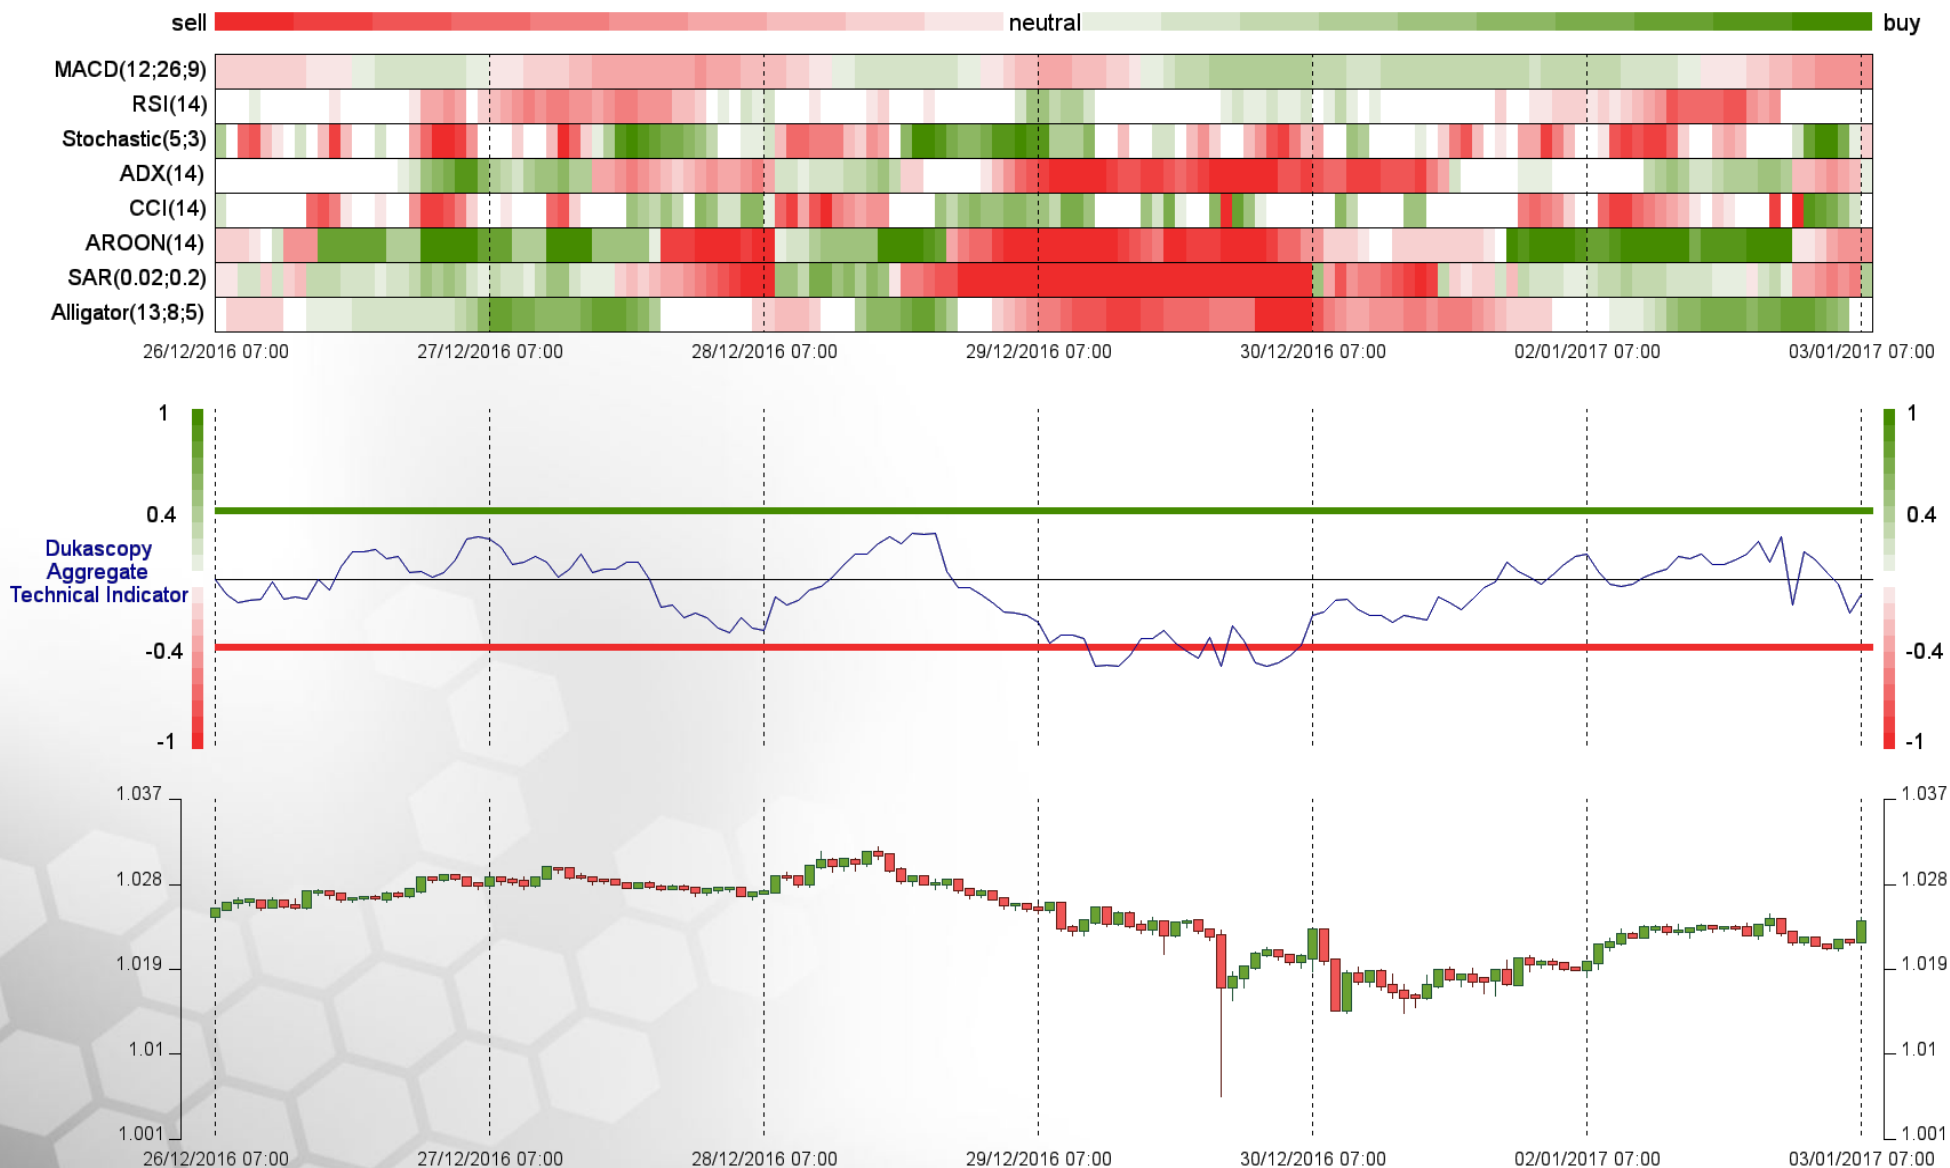 sell neutral buy
MACD(12;26;9)
RSI(14)
Stochastic(5;3)
ADX(14)
CCI(14)
AROON(14)
SAR(0.02;0.2)
Alligator(13;8;5)
26/12/2016 07:00 27/12/2016 07:00 28/12/2016 07:00 29/12/2016 07:00 30/12/2016 07:00 02/01/2017 07:00 03/01/2017 07:00
1 1
0.4 0.4
Dukascopy
Aggregate
Technical Indicator
-0.4 -0.4
-1 -1
1.037 1.037
1.028 1.028
1.019 1.019
1.01 1.01
1.001 1.001
26/12/2016 07:00 27/12/2016 07:00 28/12/2016 07:00 29/12/2016 07:00 30/12/2016 07:00 02/01/2017 07:00 03/01/2017 07:00